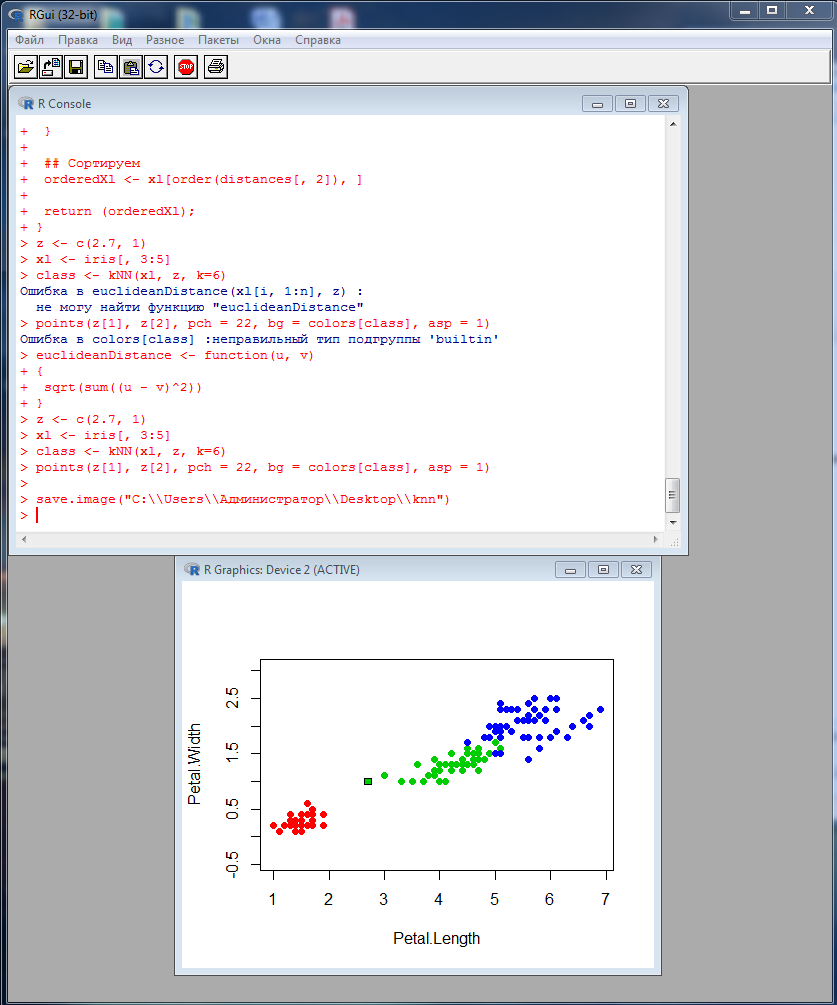 RGui (32-bit)
Файл Правка Вид Разное Пакеты Окна Справка
STOP
R Console
+  }
+
+  ## Сортируем
+  orderedXl <- xl[order(distances[, 2]), ]
+
+  return (orderedXl);
+ }
> z <- c(2.7, 1)
> xl <- iris[, 3:5]
> class <- kNN(xl, z, k=6)
Ошибка в euclideanDistance(xl[i, 1:n], z) :
  не могу найти функцию "euclideanDistance"
> points(z[1], z[2], pch = 22, bg = colors[class], asp = 1)
Ошибка в colors[class] :неправильный тип подгруппы 'builtin'
> euclideanDistance <- function(u, v)
+ {
+  sqrt(sum((u - v)^2))
+ }
> z <- c(2.7, 1)
> xl <- iris[, 3:5]
> class <- kNN(xl, z, k=6)
> points(z[1], z[2], pch = 22, bg = colors[class], asp = 1)
>
> save.image("C:\\Users\\Администратор\\Desktop\\knn")
>
R Graphics: Device 2 (ACTIVE)
Petal.Width
2.5
1.5
0.5
-0.5
1 2 3 4 5 6 7
Petal.Length